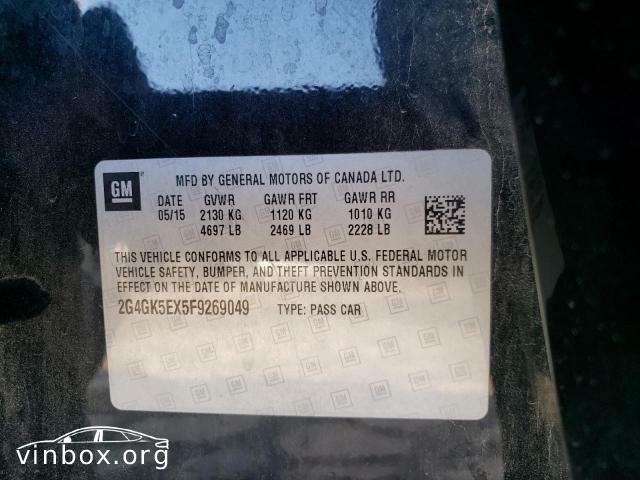 GM
MFD BY GENERAL MOTORS OF CANADA LTD.
DATE GVWR GAWR FRT GAWR RR
05/15 2130 KG 1120 KG 1010 KG
4697 LB 2469 LB 2228 LB
THIS VEHICLE CONFORMS TO ALL APPLICABLE U.S. FEDERAL MOTOR
VEHICLE SAFETY, BUMPER, AND THEFT PREVENTION STANDARDS IN
EFFECT ON THE DATE OF MANUFACTURE SHOWN ABOVE.
2G4GK5EX5F9269049 TYPE: PASS CAR
vinbox.org